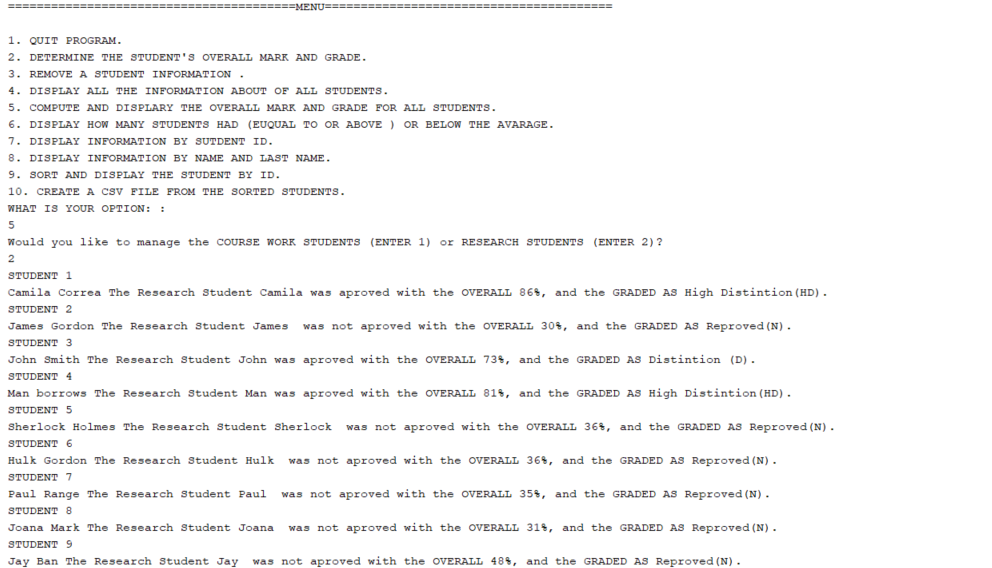 ========================================MENU========================================
1. QUIT PROGRAM.
2. DETERMINE THE STUDENT'S OVERALL MARK AND GRADE.
3. REMOVE A STUDENT INFORMATION .
4. DISPLAY ALL THE INFORMATION ABOUT OF ALL STUDENTS.
5. COMPUTE AND DISPLARY THE OVERALL MARK AND GRADE FOR ALL STUDENTS.
6. DISPLAY HOW MANY STUDENTS HAD (EUQUAL TO OR ABOVE ) OR BELOW THE AVARAGE.
7. DISPLAY INFORMATION BY SUTDENT ID.
8. DISPLAY INFORMATION BY NAME AND LAST NAME.
9. SORT AND DISPLAY THE STUDENT BY ID.
10. CREATE A CSV FILE FROM THE SORTED STUDENTS.
WHAT IS YOUR OPTION: :
5
Would you like to manage the COURSE WORK STUDENTS (ENTER 1) or RESEARCH STUDENTS (ENTER 2)?
2
STUDENT 1
Camila Correa The Research Student Camila was aproved with the OVERALL 86%, and the GRADED AS High Distintion(HD).
STUDENT 2
James Gordon The Research Student James  was not aproved with the OVERALL 30%, and the GRADED AS Reproved(N).
STUDENT 3
John Smith The Research Student John was aproved with the OVERALL 73%, and the GRADED AS Distintion (D).
STUDENT 4
Man borrows The Research Student Man was aproved with the OVERALL 81%, and the GRADED AS High Distintion(HD).
STUDENT 5
Sherlock Holmes The Research Student Sherlock  was not aproved with the OVERALL 36%, and the GRADED AS Reproved(N).
STUDENT 6
Hulk Gordon The Research Student Hulk  was not aproved with the OVERALL 36%, and the GRADED AS Reproved(N).
STUDENT 7
Paul Range The Research Student Paul  was not aproved with the OVERALL 35%, and the GRADED AS Reproved(N).
STUDENT 8
Joana Mark The Research Student Joana  was not aproved with the OVERALL 31%, and the GRADED AS Reproved(N).
STUDENT 9
Jay Ban The Research Student Jay  was not aproved with the OVERALL 48%, and the GRADED AS Reproved(N).